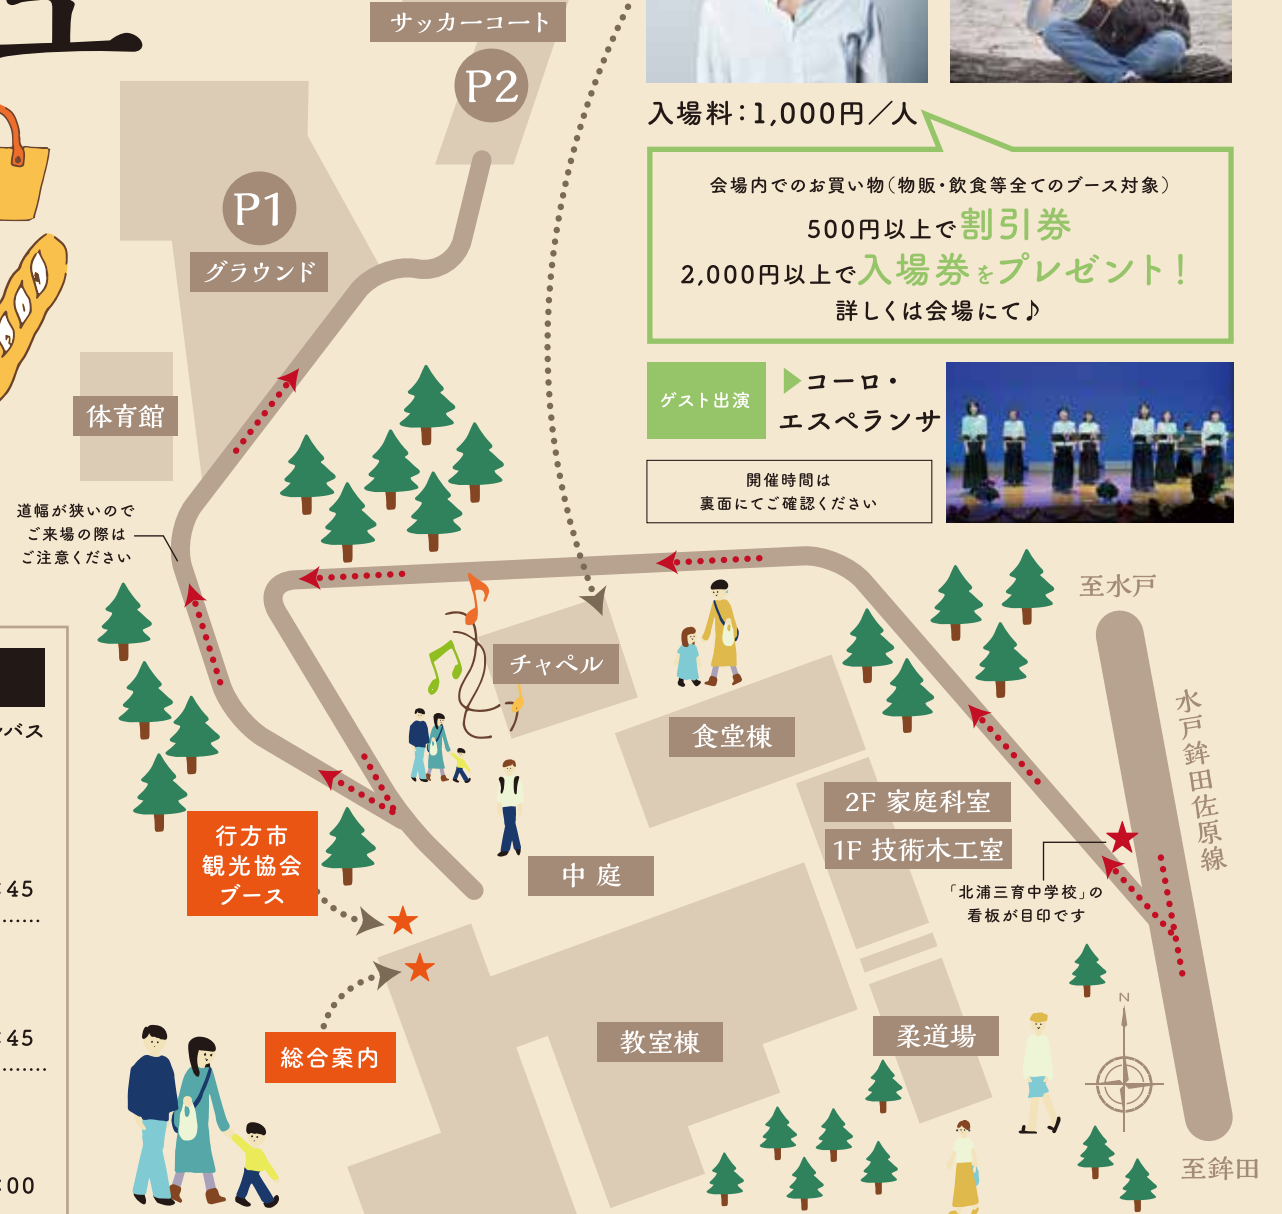 サッカーコート
P2
P1
グラウンド
体育館
道幅が狭いので
ご来場の際は
ご注意ください
入場料：1,000円／人
会場内でのお買い物（物販・飲食等全てのブース対象）
500円以上で割引券
2,000円以上で入場券をプレゼント！
詳しくは会場にて♪
ゲスト出演
コーロ・
エスペランサ
開催時間は
裏面にてご確認ください
チャペル
食堂棟
2F 家庭科室
1F 技術木工室
中 庭
教室棟
柔道場
行方市
観光協会
ブース
総合案内
至水戸
水戸鉾田佐原線
「北浦三育中学校」の
看板が目印です
N
至鉾田
バス
:45
:45
:00